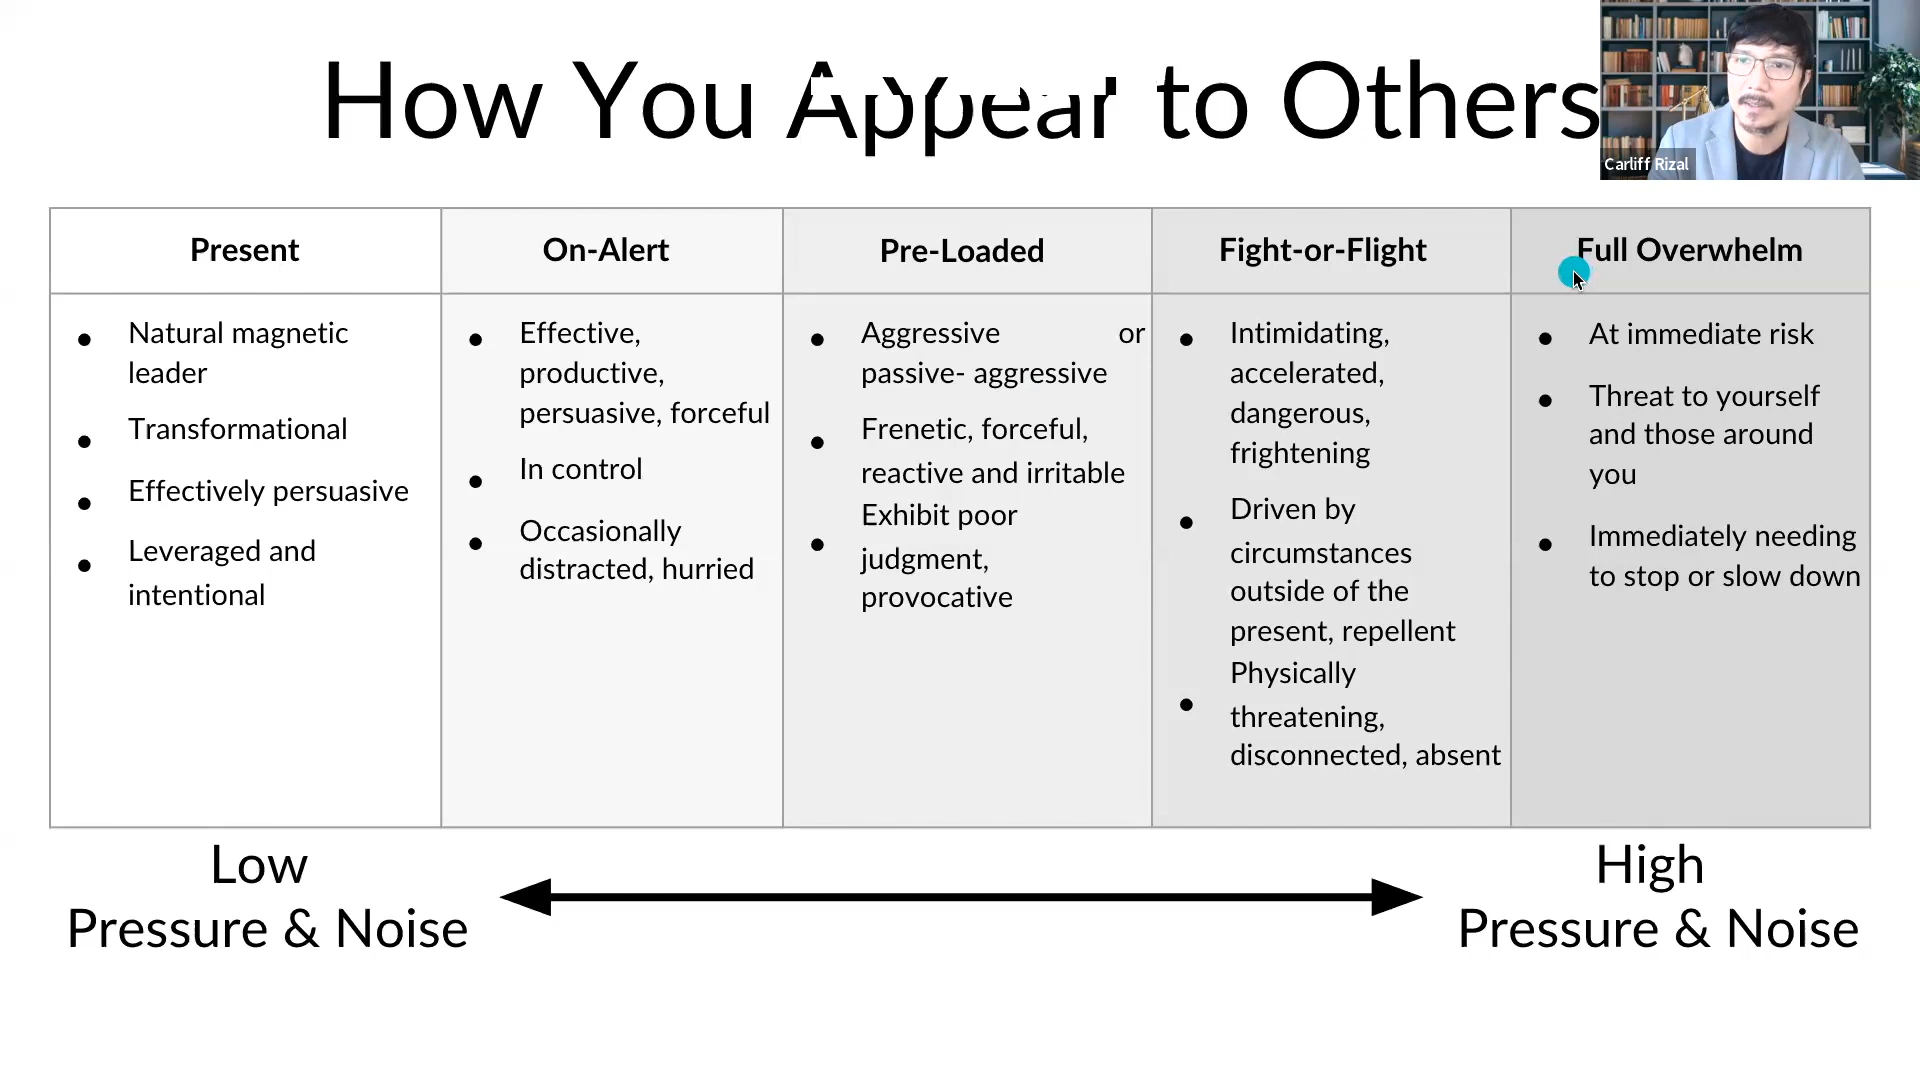 How You Appear to Others
Carliff Rizal
Present
On-Alert
Pre-Loaded
Fight-or-Flight
Full Overwhelm
● Natural magnetic
leader
● Transformational
● Effectively persuasive
● Leveraged and
intentional
● Effective,
productive,
persuasive, forceful
● In control
● Occasionally
distracted, hurried
● Aggressive or
passive- aggressive
● Frenetic, forceful,
reactive and irritable
● Exhibit poor
judgment,
provocative
● Intimidating,
accelerated,
dangerous,
frightening
● Driven by
circumstances
outside of the
present, repellent
● Physically
threatening,
disconnected, absent
● At immediate risk
● Threat to yourself
and those around
you
● Immediately needing
to stop or slow down
Low
Pressure & Noise
High
Pressure & Noise